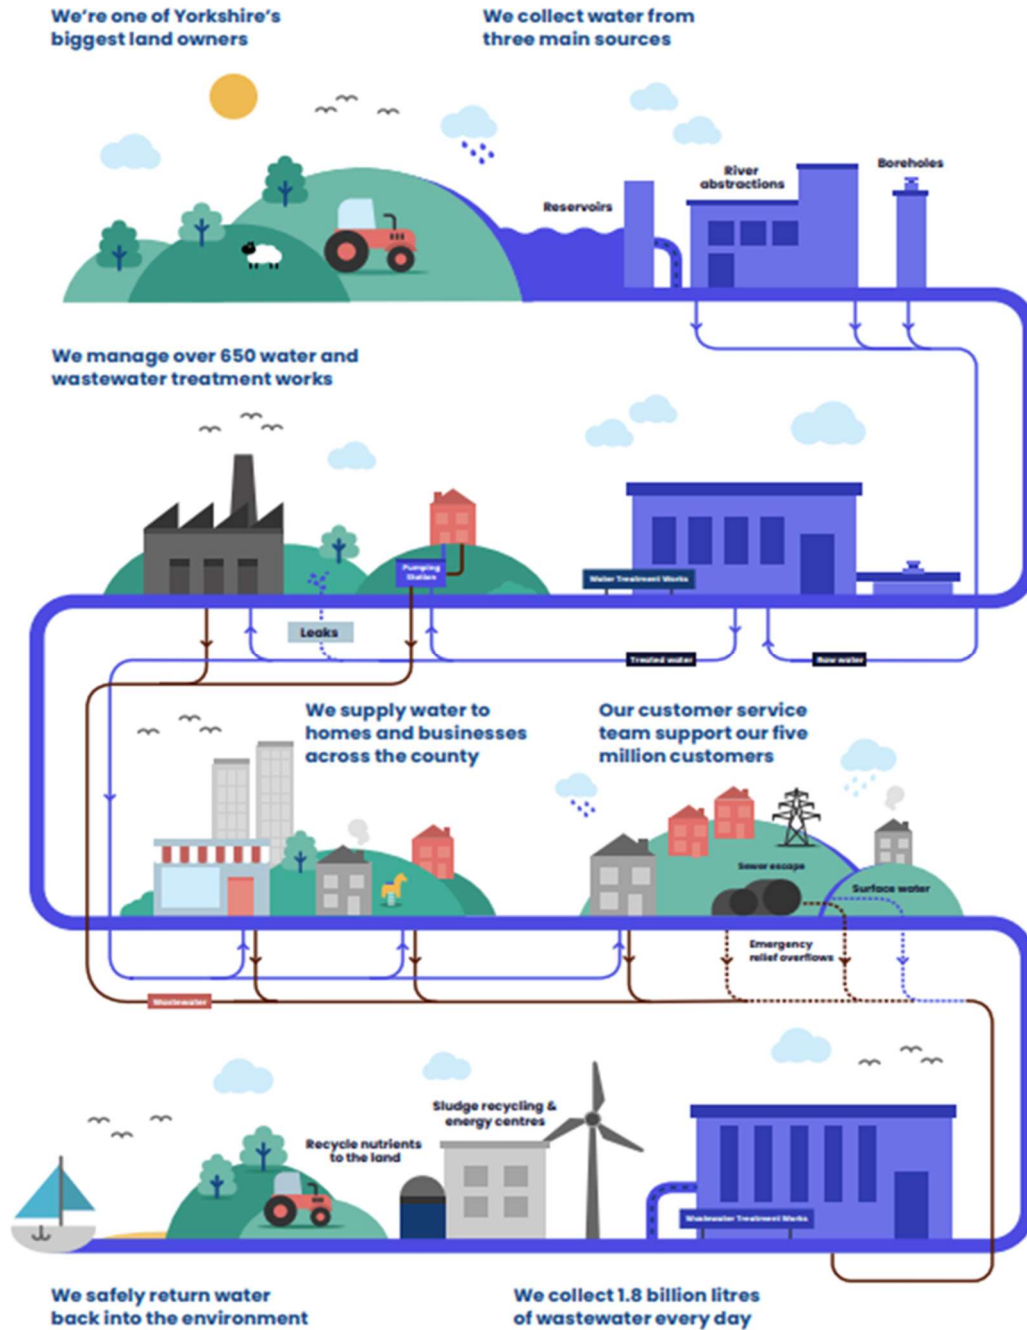 We're one of Yorkshire's
biggest land owners
We collect water from
three main sources
Reservoirs
River
abstractions
Boreholes
We manage over 650 water and
wastewater treatment works
Pumping
Station
Water Treatment Works
Leaks
Treated water
Raw water
We supply water to
homes and businesses
across the county
Our customer service
team support our five
million customers
Sewer escape
Surface water
Emergency
relief overflows
Wastewater
Sludge recycling &
energy centres
Recycle nutrients
to the land
Wastewater Treatment Works
We safely return water
back into the environment
We collect 1.8 billion litres
of wastewater every day